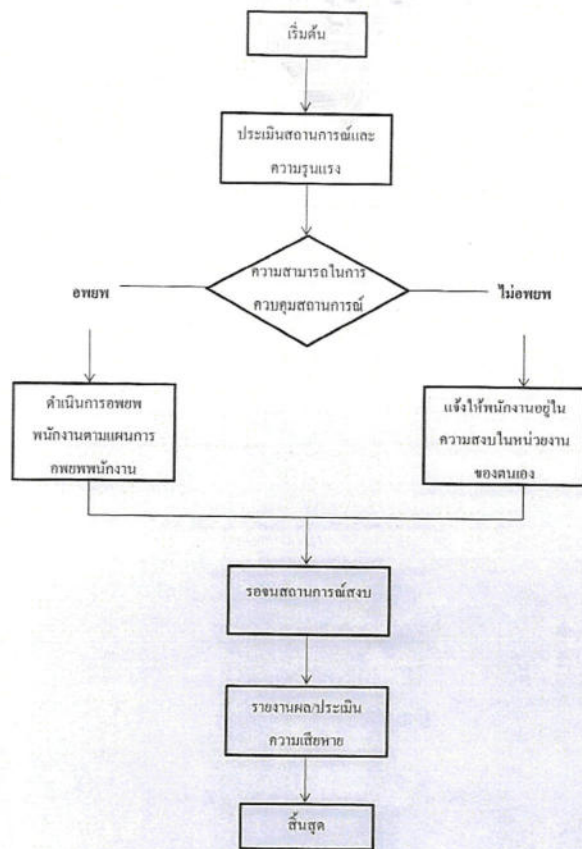 เริ่มต้น
ประเมินสถานการณ์และ
ความรุนแรง
ความสามารถในการ
ควบคุมสถานการณ์
อพยพ
ไม่อพยพ
ดำเนินการอพยพ
พนักงานตามแผนการ
อพยพพนักงาน
แจ้งให้พนักงานอยู่ใน
ความสงบในหน่วยงาน
ของตนเอง
รอจนสถานการณ์สงบ
รายงานผล/ประเมิน
ความเสียหาย
สิ้นสุด